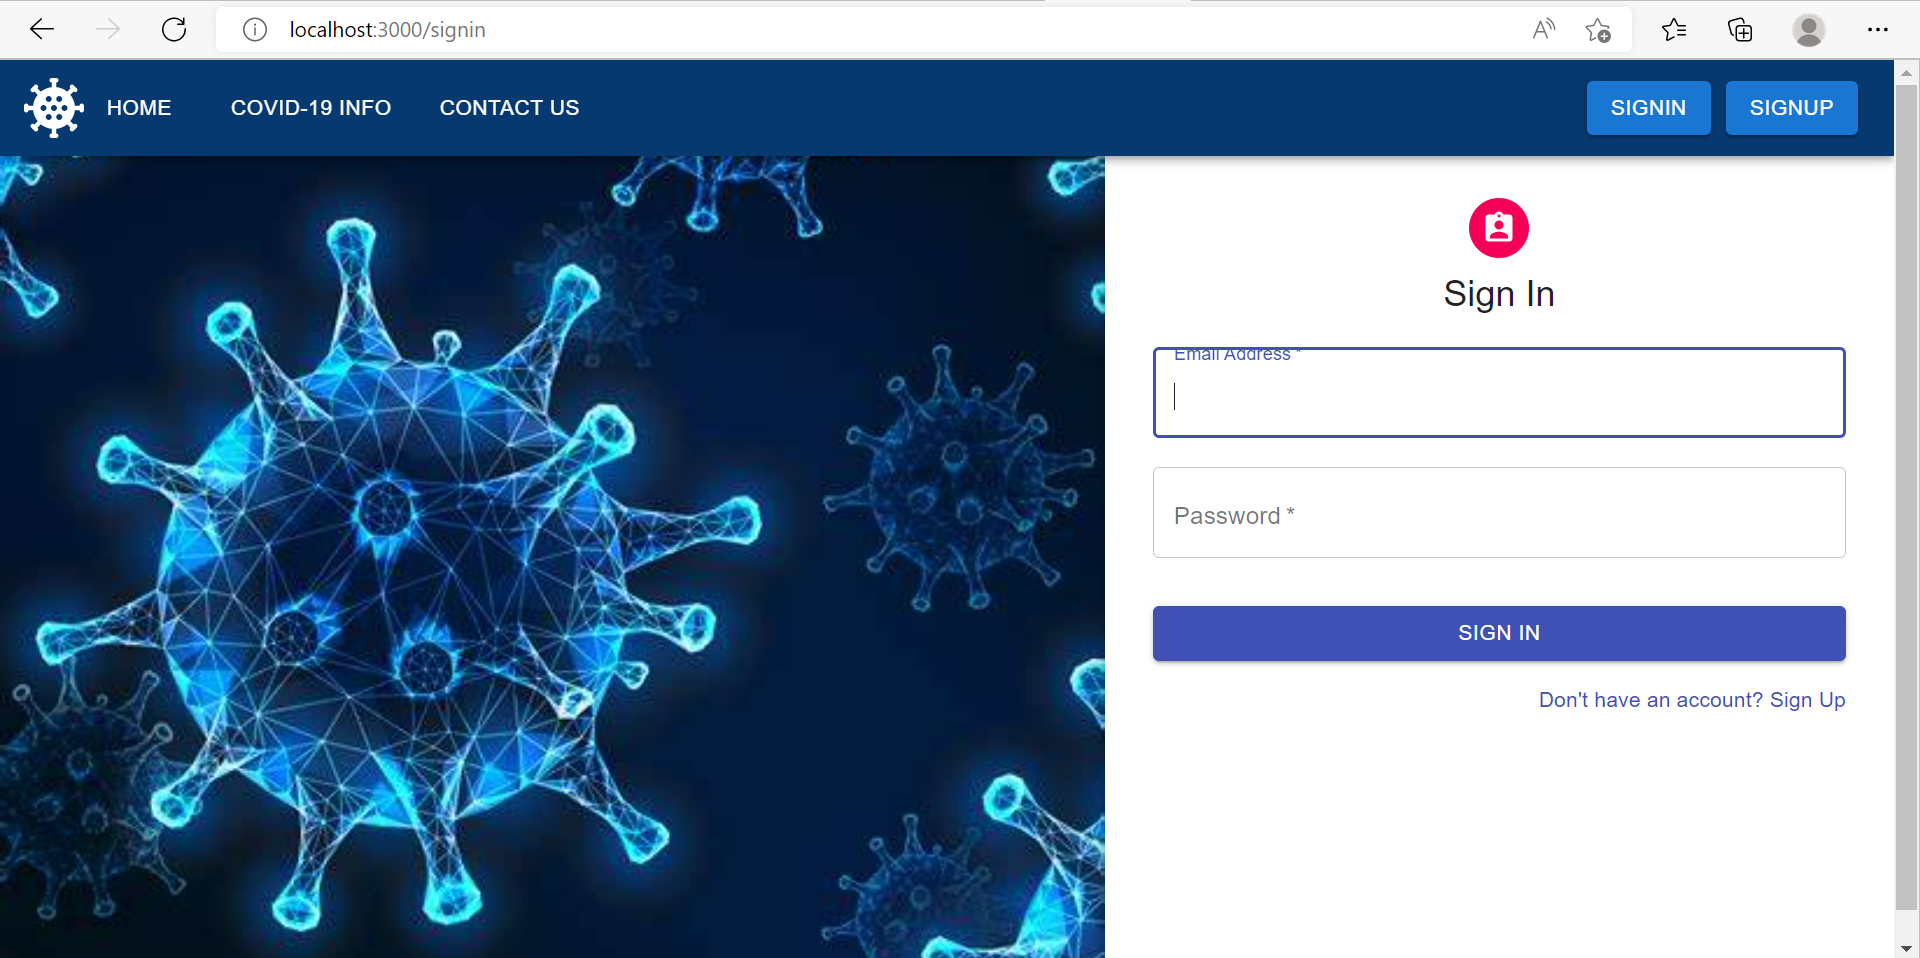 localhost:3000/signin
HOME COVID-19 INFO CONTACT US SIGNIN SIGNUP
Sign In
Email Address *
Password *
SIGN IN
Don't have an account? Sign Up